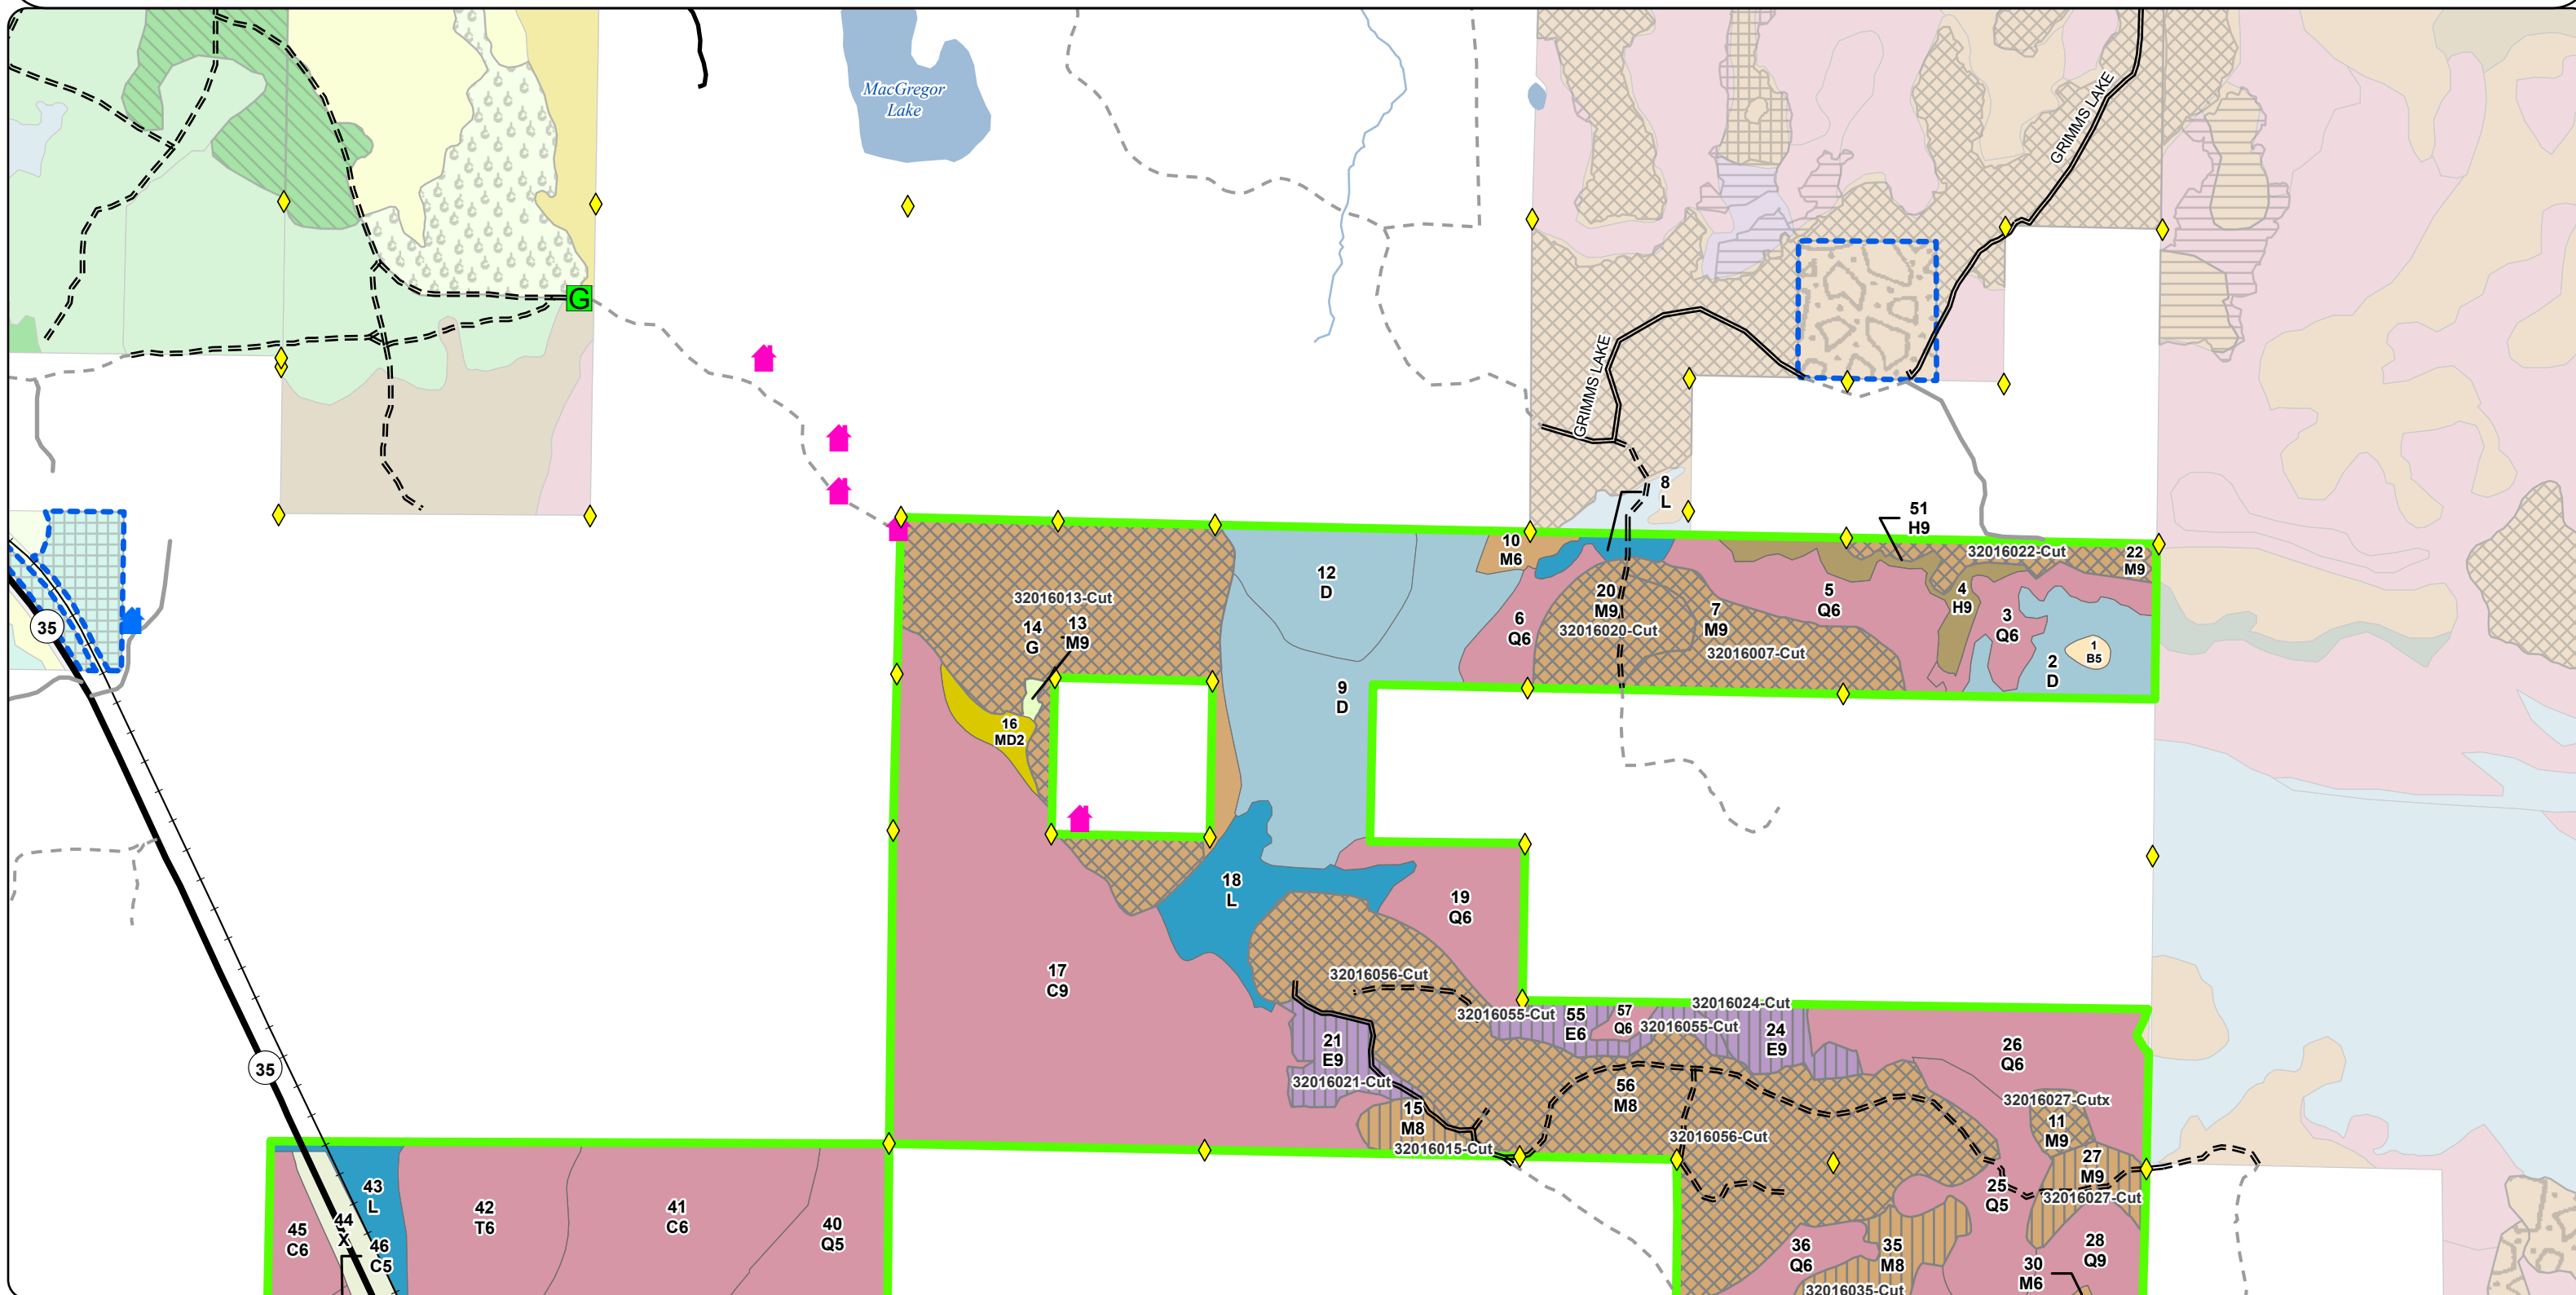 MacGregor
Lake
GRIMMS LAKE
G
GRIMMS LAKE
8
L
51
H9
10
M6
32016022-Cut
22
M9
12
D
32016013-Cut
20
M9
5
Q6
4
H9
14
G
13
M9
6
Q6
7
M9
3
Q6
35
32016020-Cut
32016007-Cut
1
B5
2
D
9
D
16
MD2
18
L
19
Q6
17
C9
32016056-Cut
32016024-Cut
32016055-Cut
55
E6
57
Q6
32016055-Cut
24
E9
21
E9
26
Q6
35
32016021-Cut
56
M8
32016027-Cutx
15
M8
11
M9
32016056-Cut
32016015-Cut
27
M9
43
L
25
Q5
32016027-Cut
42
T6
41
C6
40
Q5
45
C6
44
X
46
C5
36
Q6
35
M8
28
Q9
30
M6
32016035-Cut